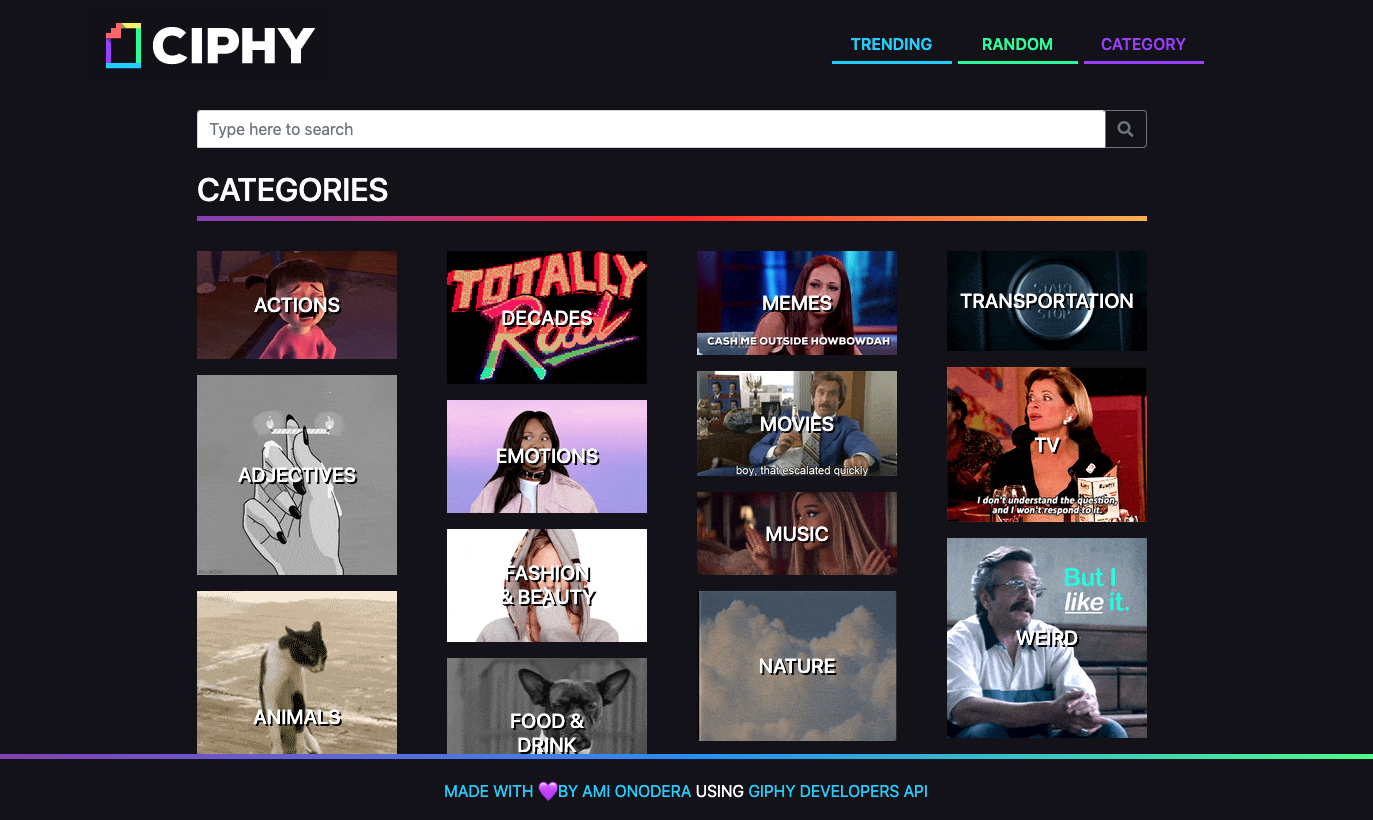 CIPHY
TRENDING
RANDOM
CATEGORY
Type here to search
CATEGORIES
ACTIONS
ADJECTIVES
ANIMALS
TOTALLY
Rad
DECADES
EMOTIONS
FASHION
& BEAUTY
FOOD &
DRINK
MEMES
CASH ME OUTSIDE HOWBOWDAH
MOVIES
boy, that escalated quickly
MUSIC
NATURE
START
STOP
TRANSPORTATION
TV
I don't understand the question,
and I won't respond to it.
But I
like it.
WEIRD
MADE WITH 💜BY AMI ONODERA USING GIPHY DEVELOPERS API